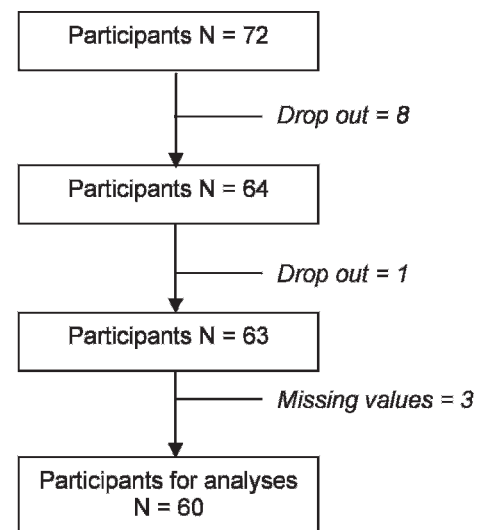 Participants N = 72
Drop out = 8
Participants N = 64
Drop out = 1
Participants N = 63
Missing values = 3
Participants for analyses
N = 60